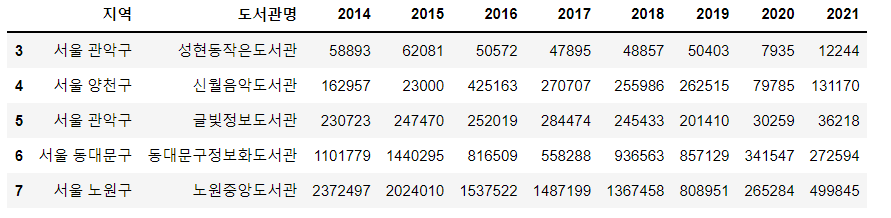 지역 도서관명 2014 2015 2016 2017 2018 2019 2020 2021
3 서울 관악구 성현동작은도서관 58893 62081 50572 47895 48857 50403 7935 12244
4 서울 양천구 신월음악도서관 162957 23000 425163 270707 255986 262515 79785 131170
5 서울 관악구 글빛정보도서관 230723 247470 252019 284474 245433 201410 30259 36218
6 서울 동대문구 동대문구정보화도서관 1101779 1440295 816509 558288 936563 857129 341547 272594
7 서울 노원구 노원중앙도서관 2372497 2024010 1537522 1487199 1367458 808951 265284 499845